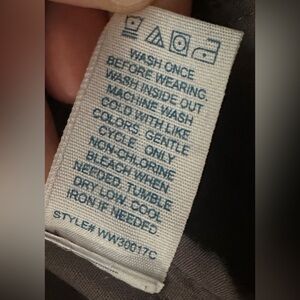 WASH ONCE
BEFORE WEARING
WASH INSIDE OUT
MACHINE WASH
COLD WITH LIKE
COLORS, GENTLE
CYCLE. ONLY
NON-CHLORINE
BLEACH WHEN
NEEDED. TUMBLE
DRY LOW. COOL
IRON IF NEEDED.
STYLE# WW30017C